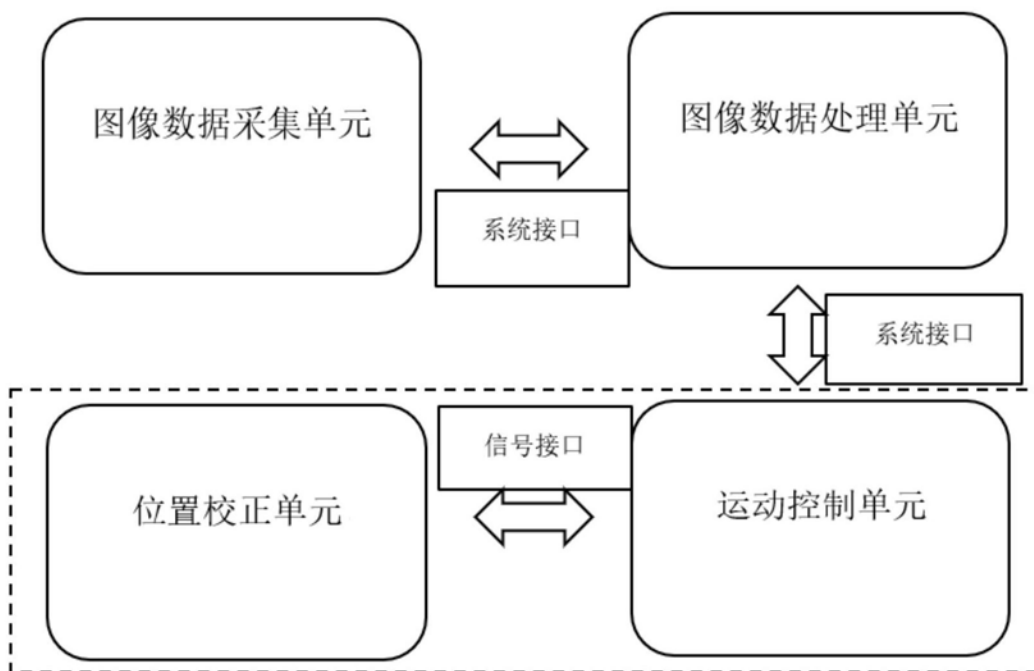 图像数据采集单元
图像数据处理单元
系统接口
系统接口
信号接口
位置校正单元
运动控制单元